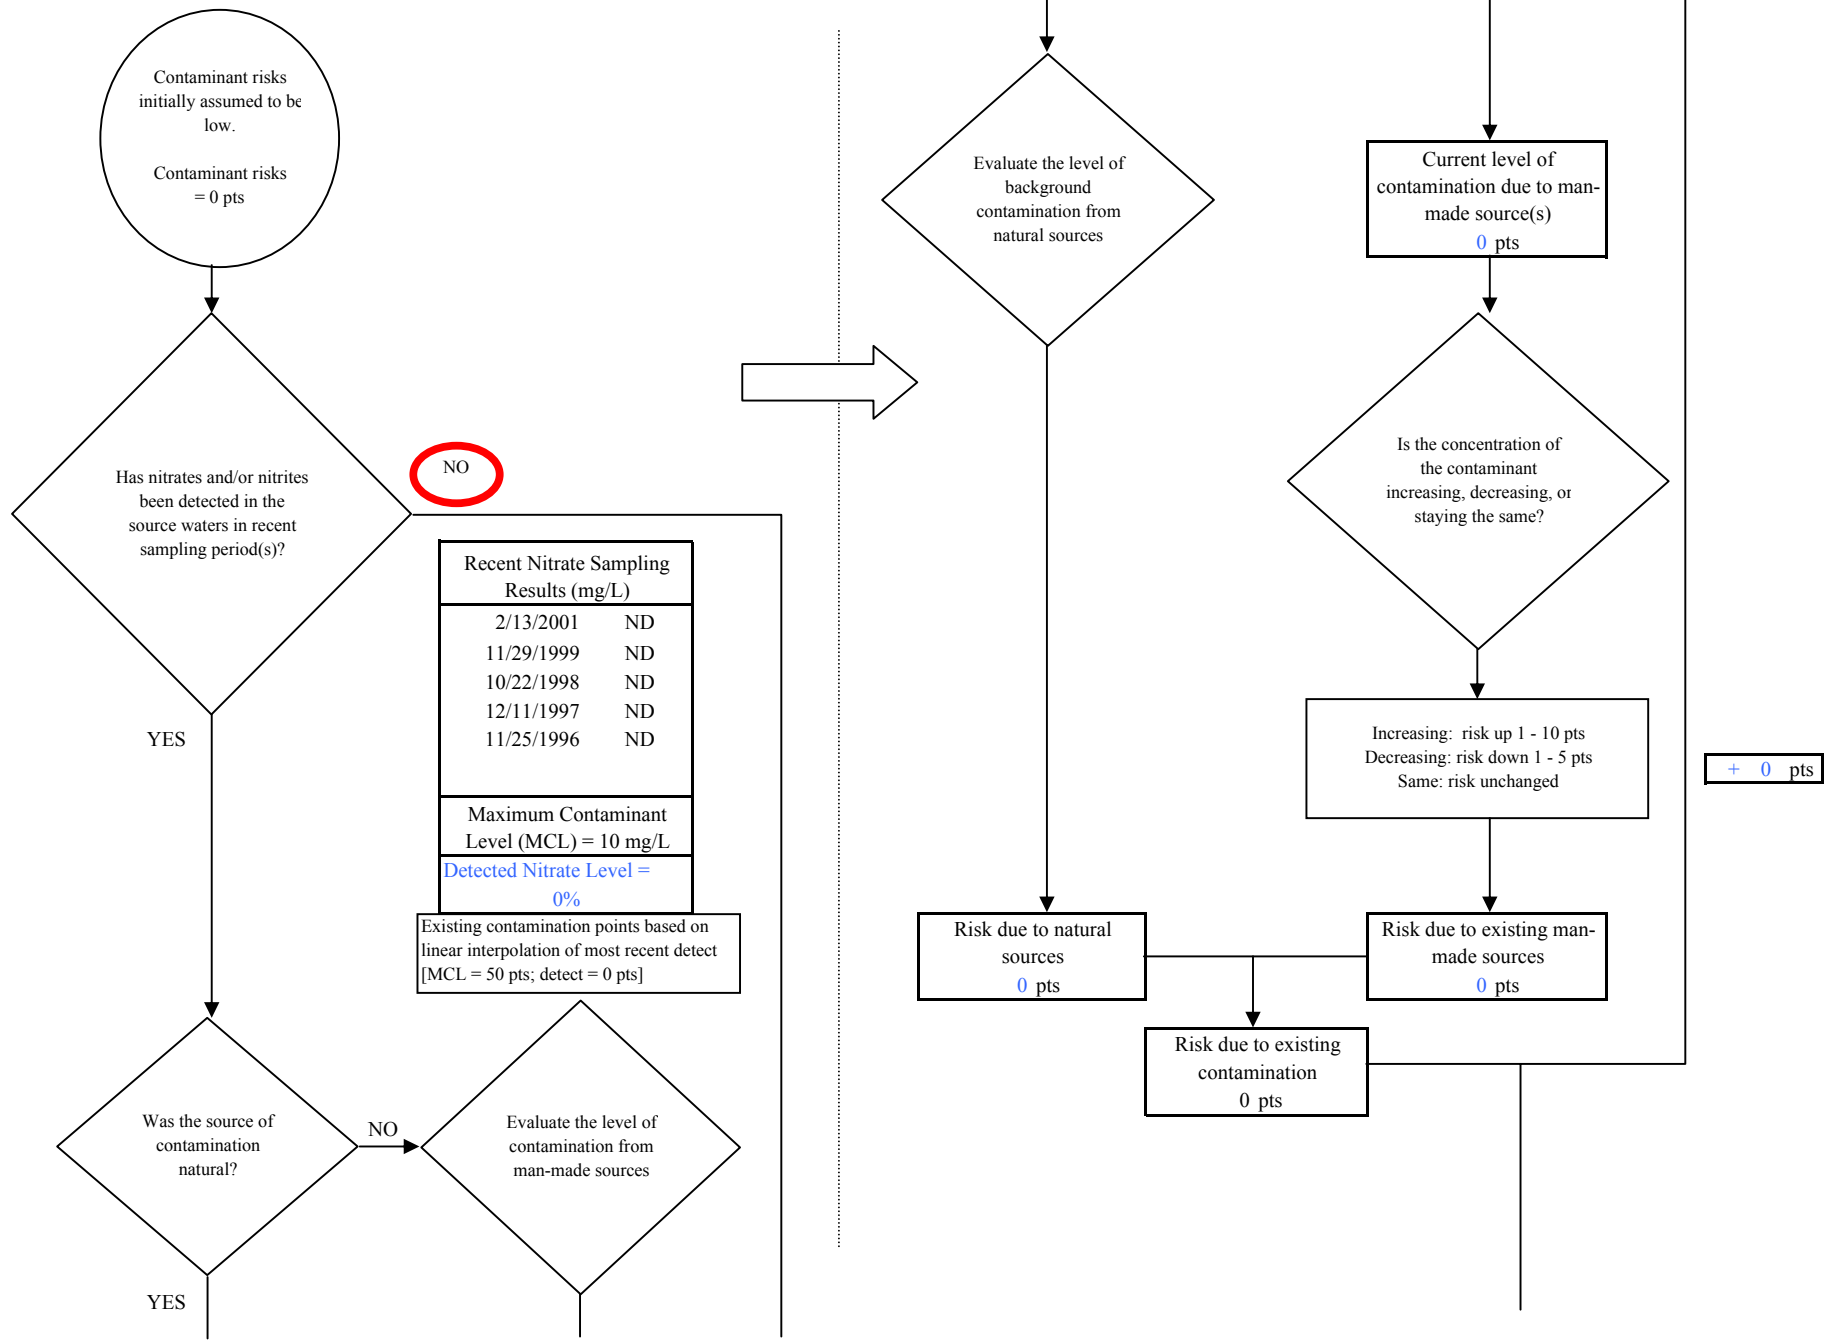 Contaminant risks
initially assumed to be
low.
Contaminant risks
= 0 pts
Has nitrates and/or nitrites
been detected in the
source waters in recent
sampling period(s)?
NO
YES
Recent Nitrate Sampling
Results (mg/L)
2/13/2001 ND
11/29/1999 ND
10/22/1998 ND
12/11/1997 ND
11/25/1996 ND
Maximum Contaminant
Level (MCL) = 10 mg/L
Detected Nitrate Level =
0%
Existing contamination points based on
linear interpolation of most recent detect
[MCL = 50 pts; detect = 0 pts]
Was the source of
contamination
natural?
NO
YES
Evaluate the level of
contamination from
man-made sources
Evaluate the level of
background
contamination from
natural sources
Current level of
contamination due to man-
made source(s)
0 pts
Is the concentration of
the contaminant
increasing, decreasing, or
staying the same?
Increasing: risk up 1 - 10 pts
Decreasing: risk down 1 - 5 pts
Same: risk unchanged
+ 0 pts
Risk due to natural
sources
0 pts
Risk due to existing man-
made sources
0 pts
Risk due to existing
contamination
0 pts